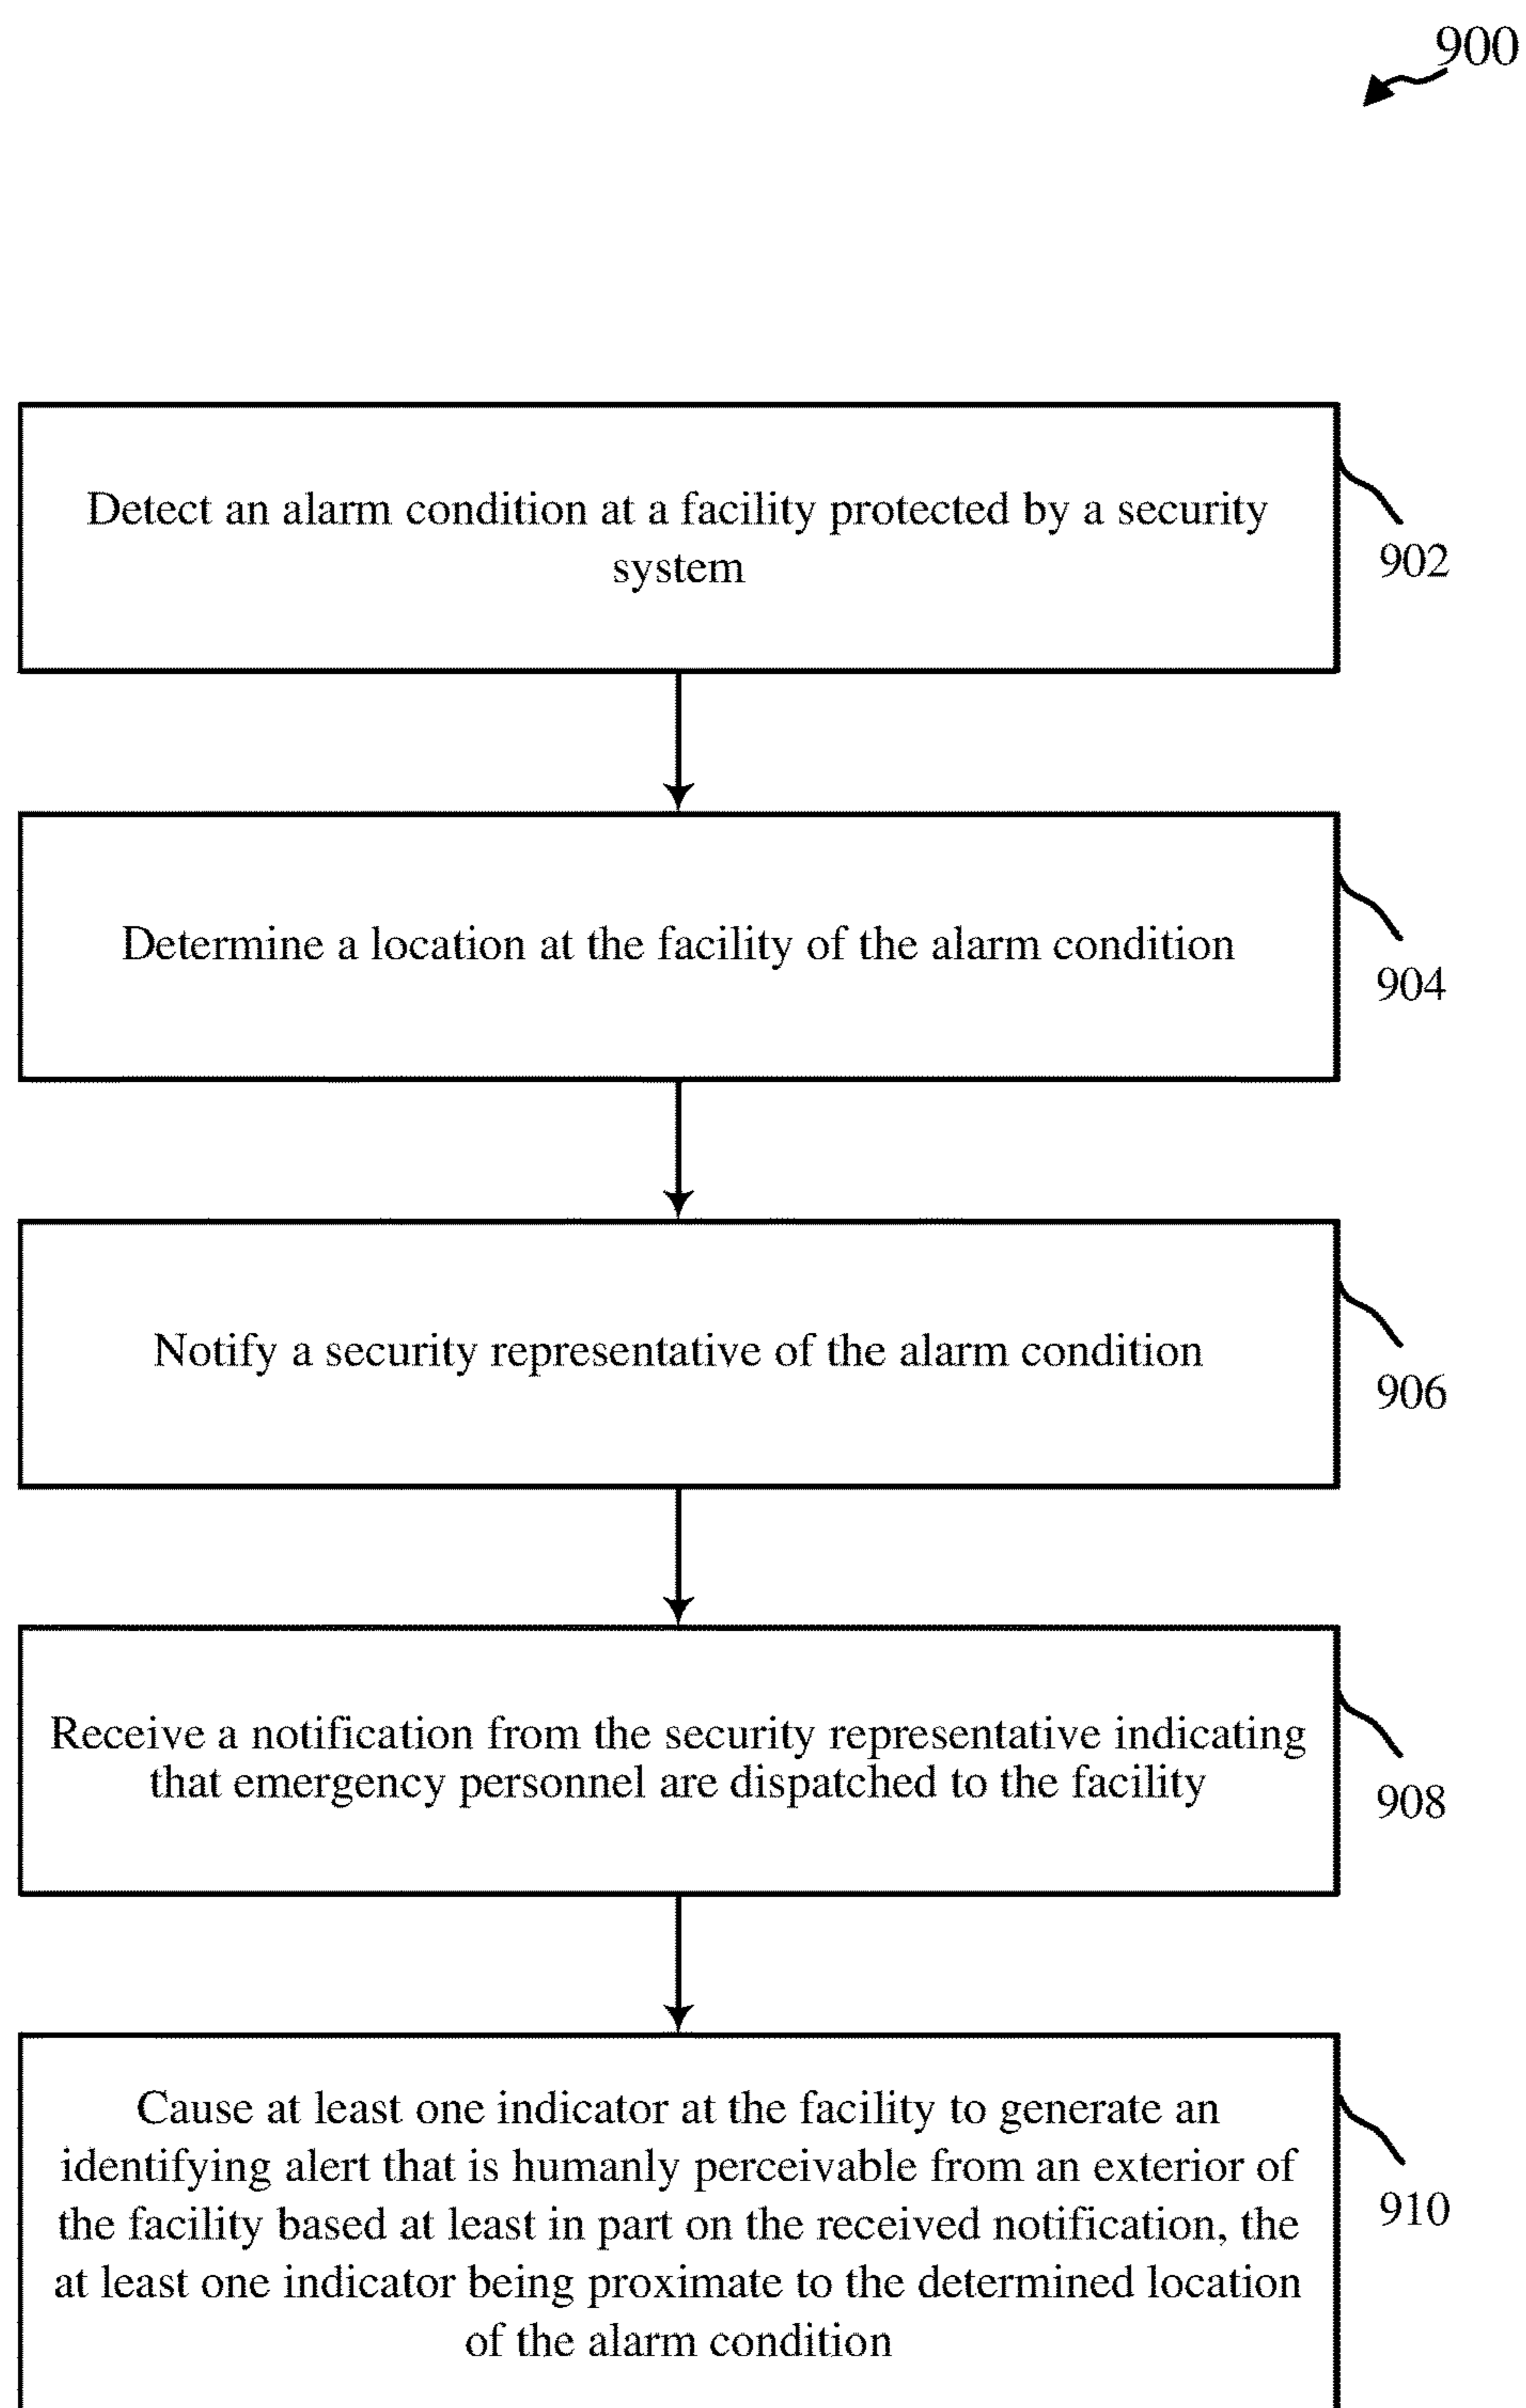 900
Detect an alarm condition at a facility protected by a security
system
902
Determine a location at the facility of the alarm condition
904
Notify a security representative of the alarm condition
906
Receive a notification from the security representative indicating
that emergency personnel are dispatched to the facility
908
Cause at least one indicator at the facility to generate an
identifying alert that is humanly perceivable from an exterior of
the facility based at least in part on the received notification, the
at least one indicator being proximate to the determined location
of the alarm condition
910